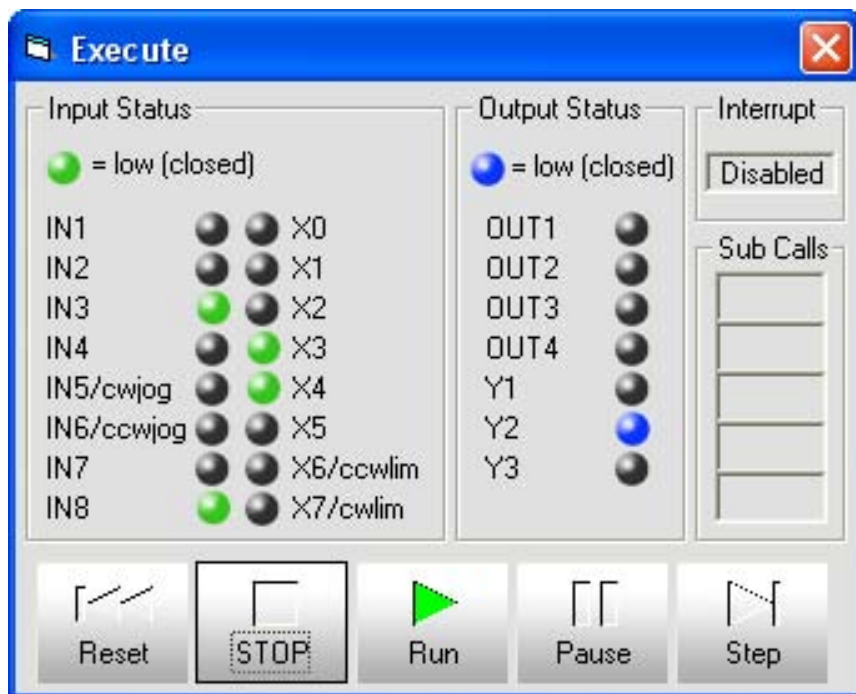 Execute
Input Status
= low (closed)
IN1 X0
IN2 X1
IN3 X2
IN4 X3
IN5/cwjog X4
IN6/ccwjog X5
IN7 X6/ccwlim
IN8 X7/cwlim
Output Status
= low (closed)
OUT1
OUT2
OUT3
OUT4
Y1
Y2
Y3
Interrupt
Disabled
Sub Calls
Reset
STOP
Run
Pause
Step